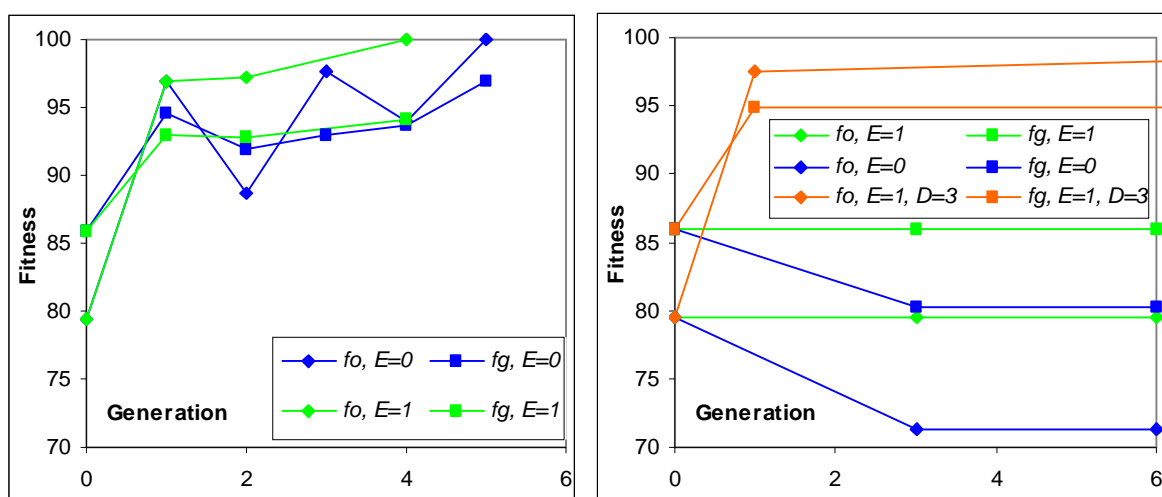 100
95
90
85
80
75
70
Fitness
fo, E=0 fg, E=0
fo, E=1 fg, E=1
Generation
0 2 4 6
100
95
90
85
80
75
70
Fitness
fo, E=1 fg, E=1
fo, E=0 fg, E=0
fo, E=1, D=3 fg, E=1, D=3
Generation
0 2 4 6